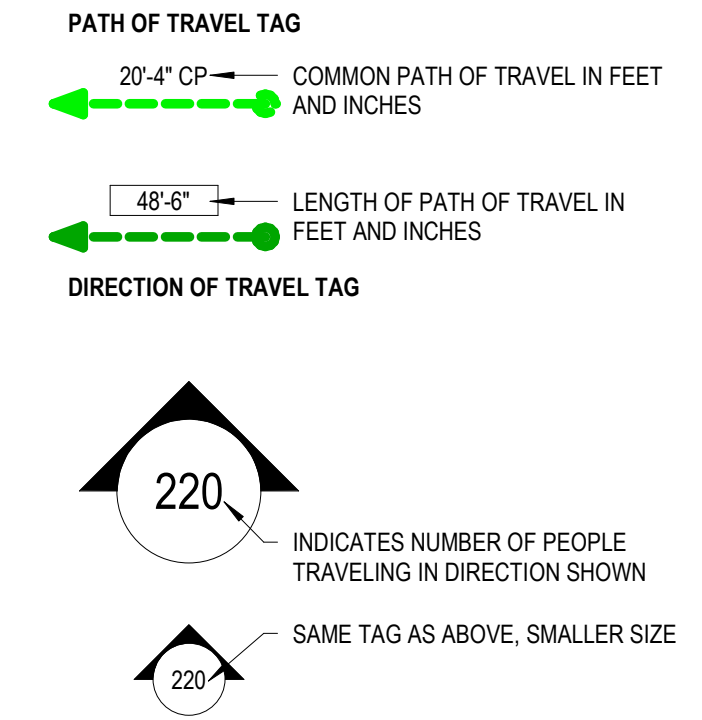 PATH OF TRAVEL TAG
20'-4" CP
COMMON PATH OF TRAVEL IN FEET
AND INCHES
48'-6"
LENGTH OF PATH OF TRAVEL IN
FEET AND INCHES
DIRECTION OF TRAVEL TAG
220
INDICATES NUMBER OF PEOPLE
TRAVELING IN DIRECTION SHOWN
SAME TAG AS ABOVE, SMALLER SIZE
220